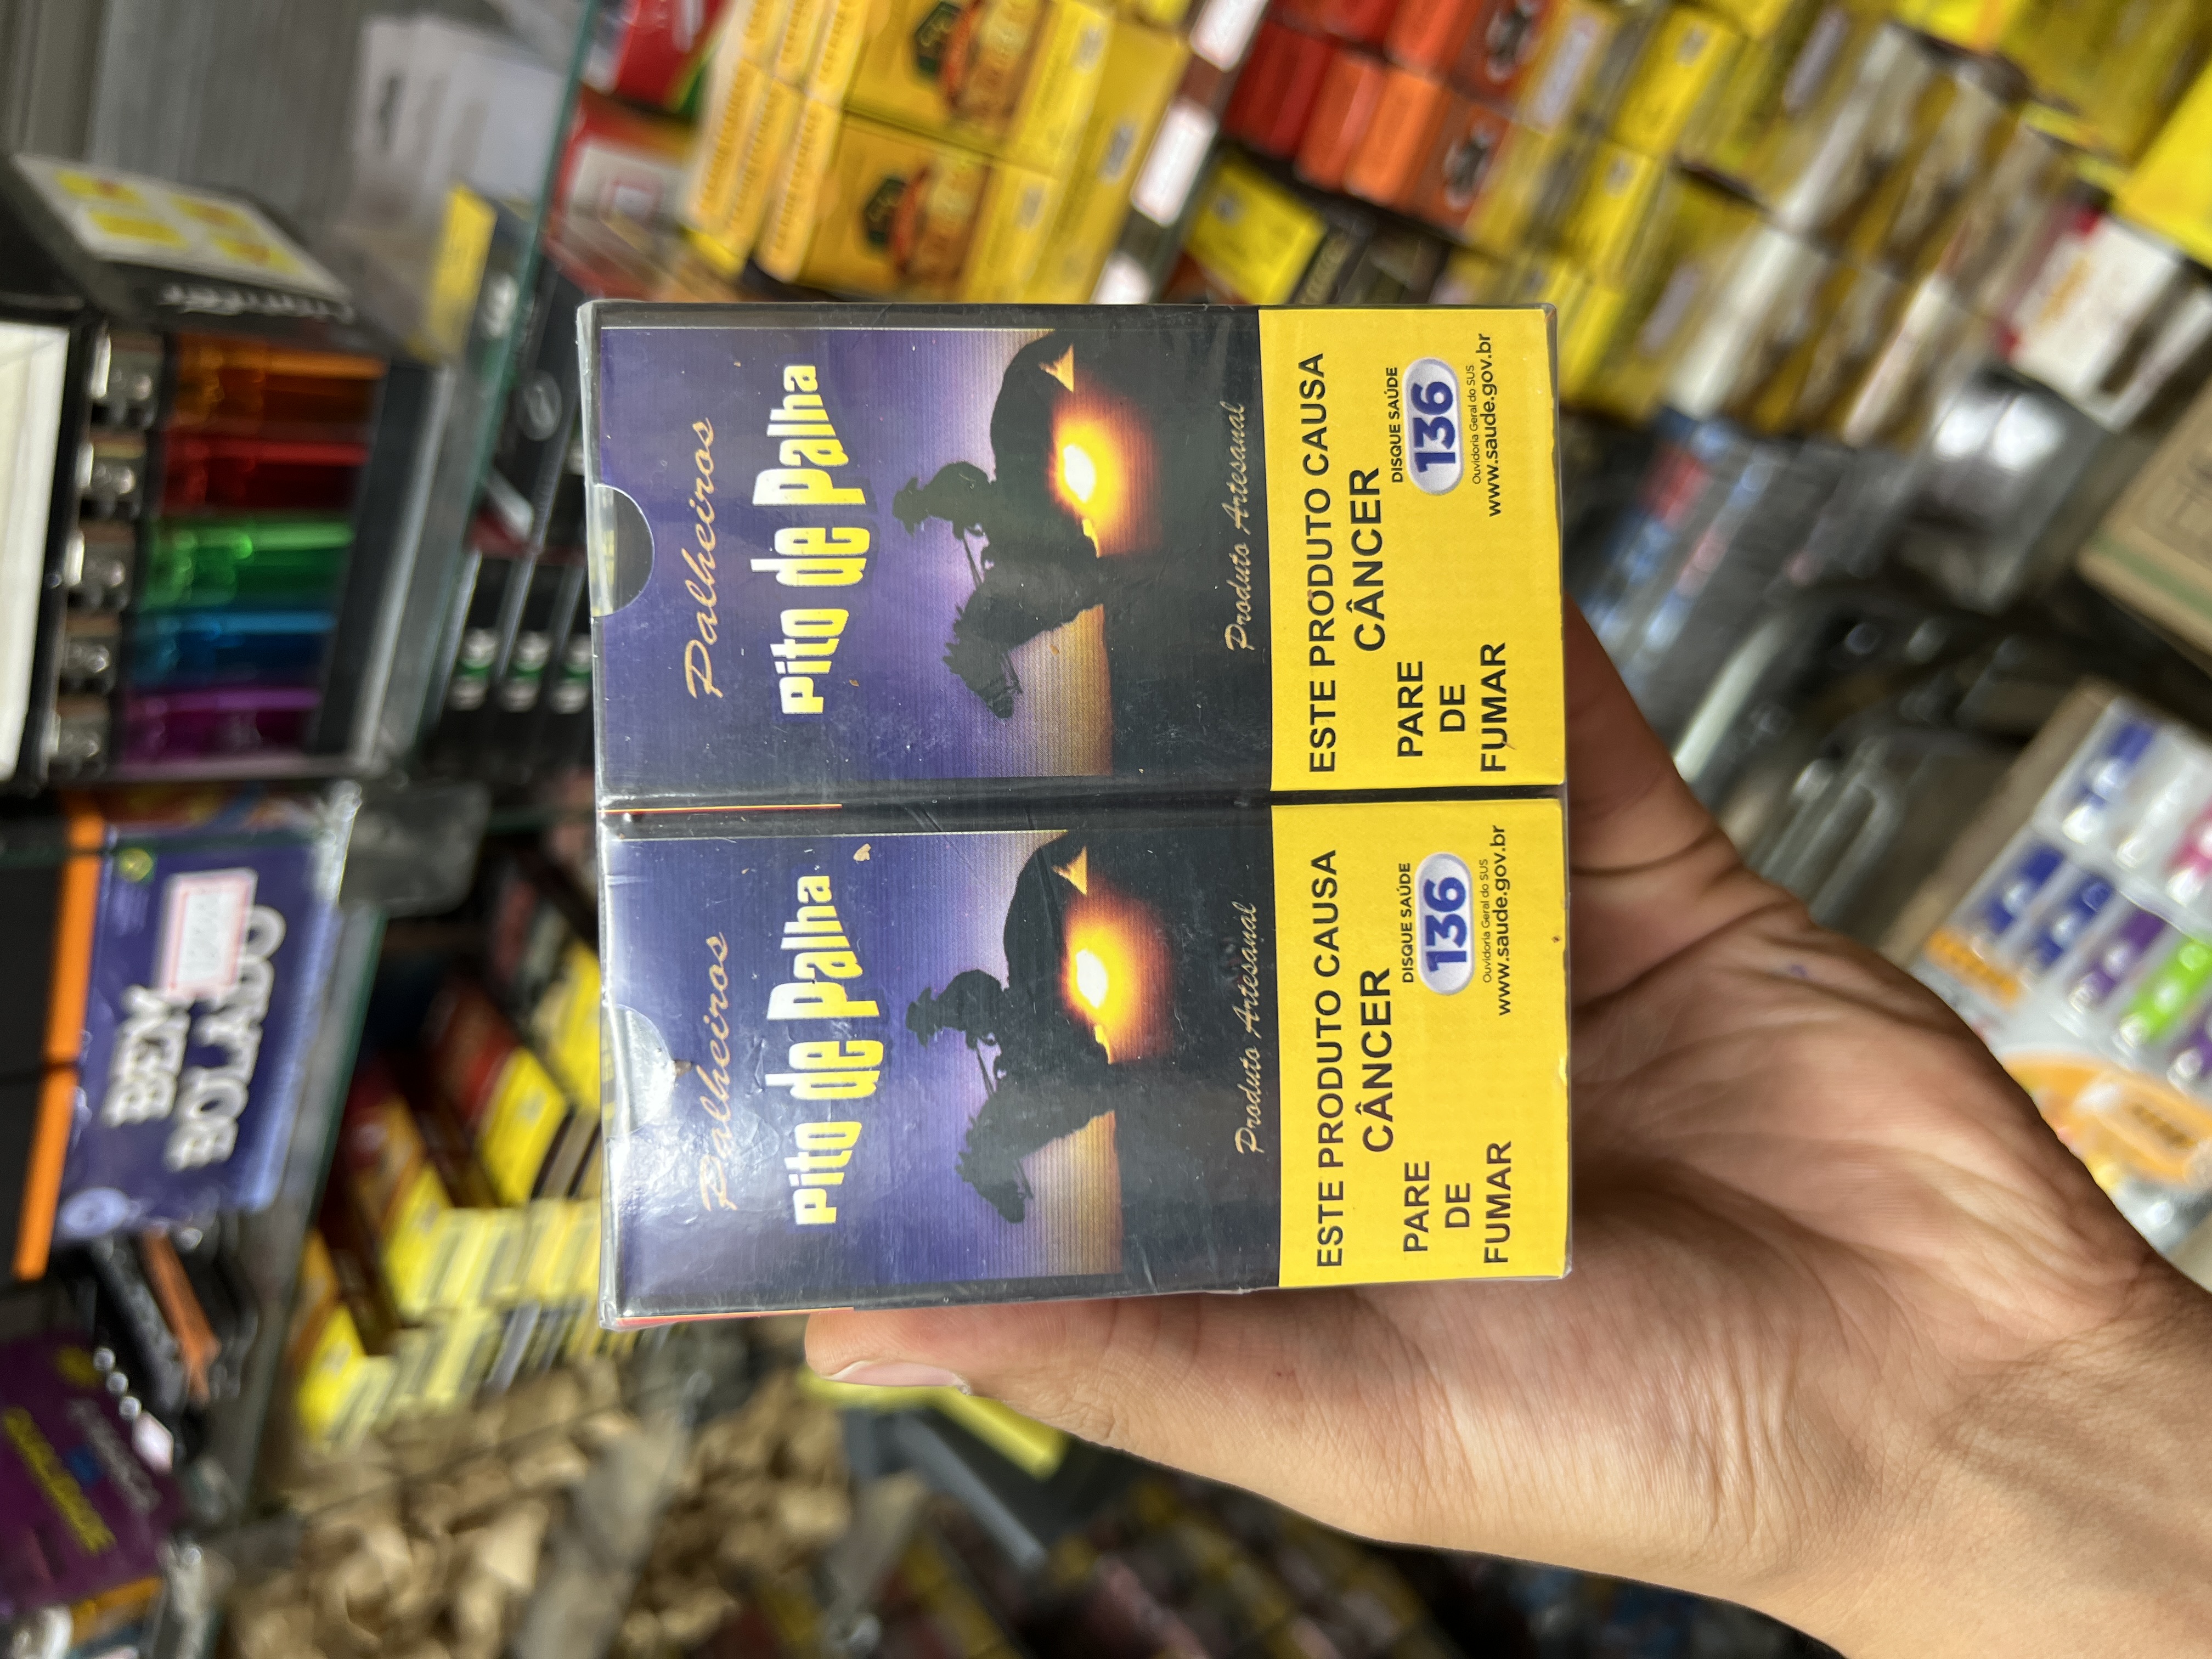 Palheiros
Pito de Palha
Produto Artesanal
ESTE PRODUTO CAUSA
CÂNCER
PARE
DE
FUMAR
DISQUE SAÚDE
136
Ouvidoria Geral do SUS
www.saude.gov.br
Palheiros
Pito de Palha
Produto Artesanal
ESTE PRODUTO CAUSA
CÂNCER
PARE
DE
FUMAR
DISQUE SAÚDE
136
Ouvidoria Geral do SUS
www.saude.gov.br
BEM
BOLADO